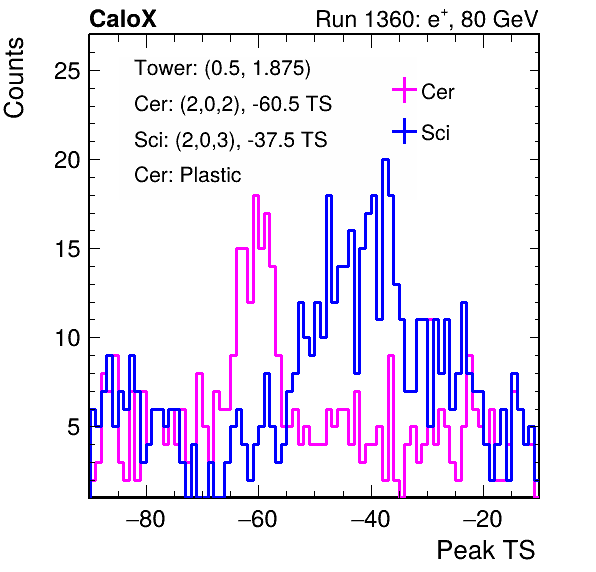 CaloX Run 1360: e⁺, 80 GeV
Counts
Tower: (0.5, 1.875)
Cer: (2,0,2), -60.5 TS
Sci: (2,0,3), -37.5 TS
Cer: Plastic
Cer
Sci
25
20
15
10
5
−80 −60 −40 −20
Peak TS